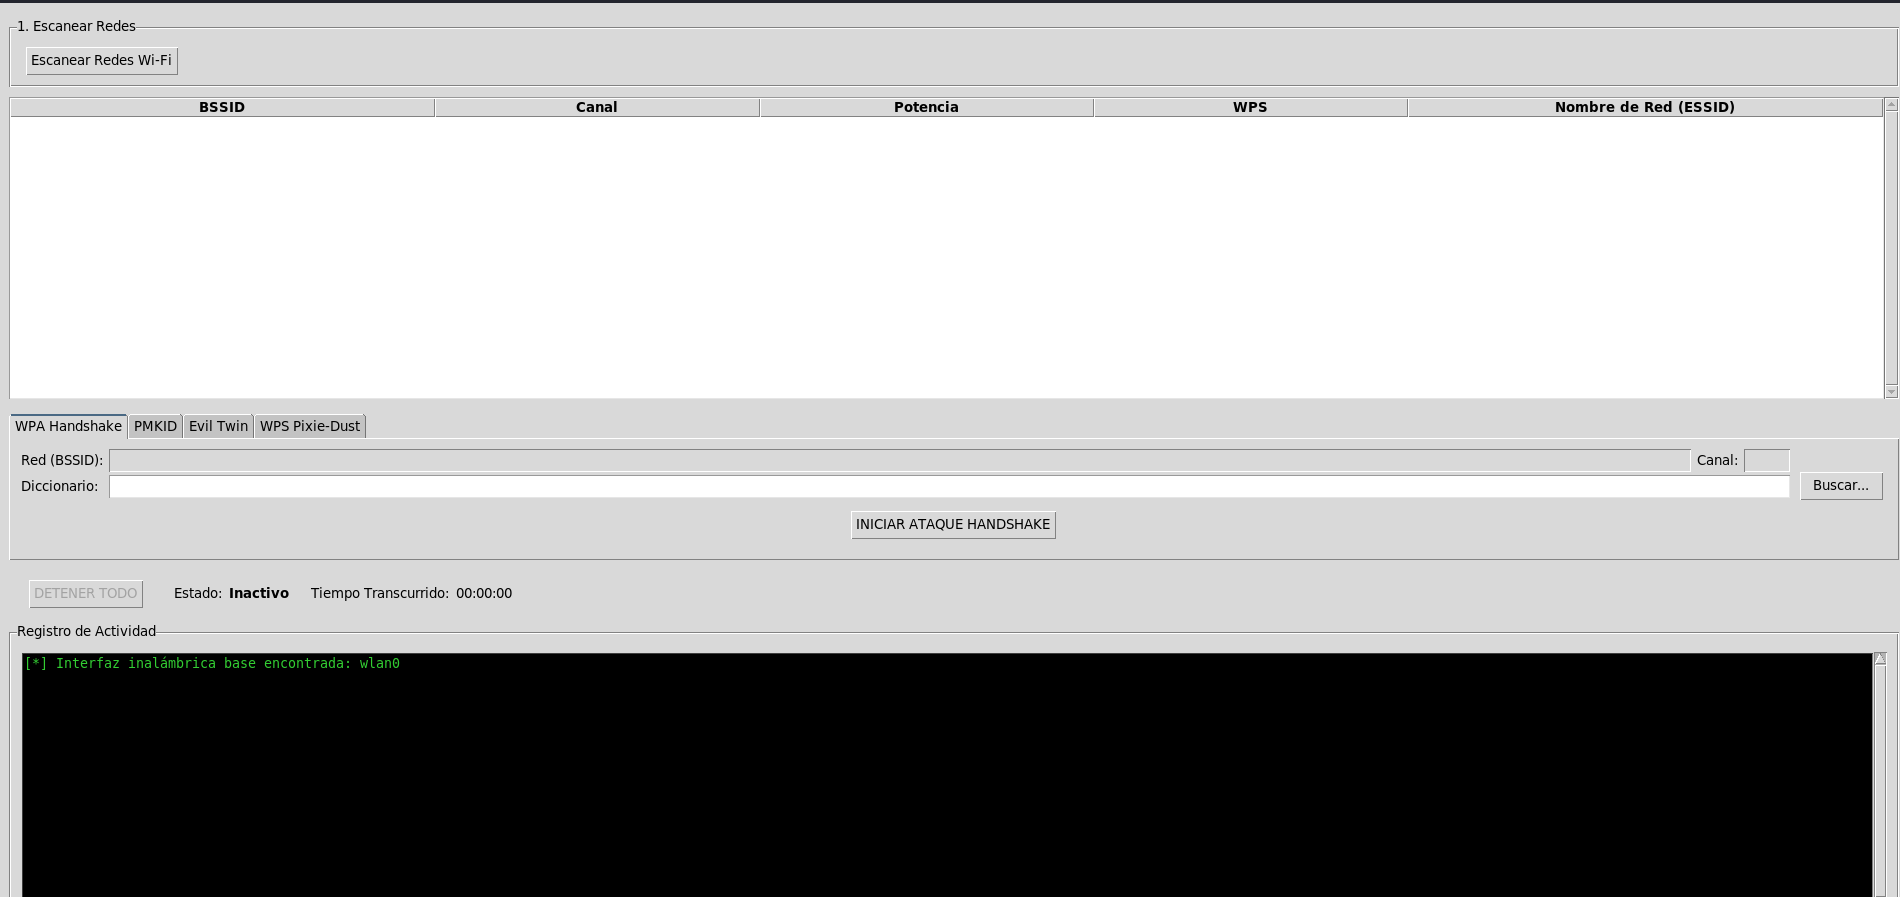 1. Escanear Redes
Escanear Redes Wi-Fi
BSSID Canal Potencia WPS Nombre de Red (ESSID)
WPA Handshake PMKID Evil Twin WPS Pixie-Dust
Red (BSSID): Canal:
Diccionario: Buscar...
INICIAR ATAQUE HANDSHAKE
DETENER TODO Estado: Inactivo Tiempo Transcurrido: 00:00:00
Registro de Actividad
[*] Interfaz inalámbrica base encontrada: wlan0